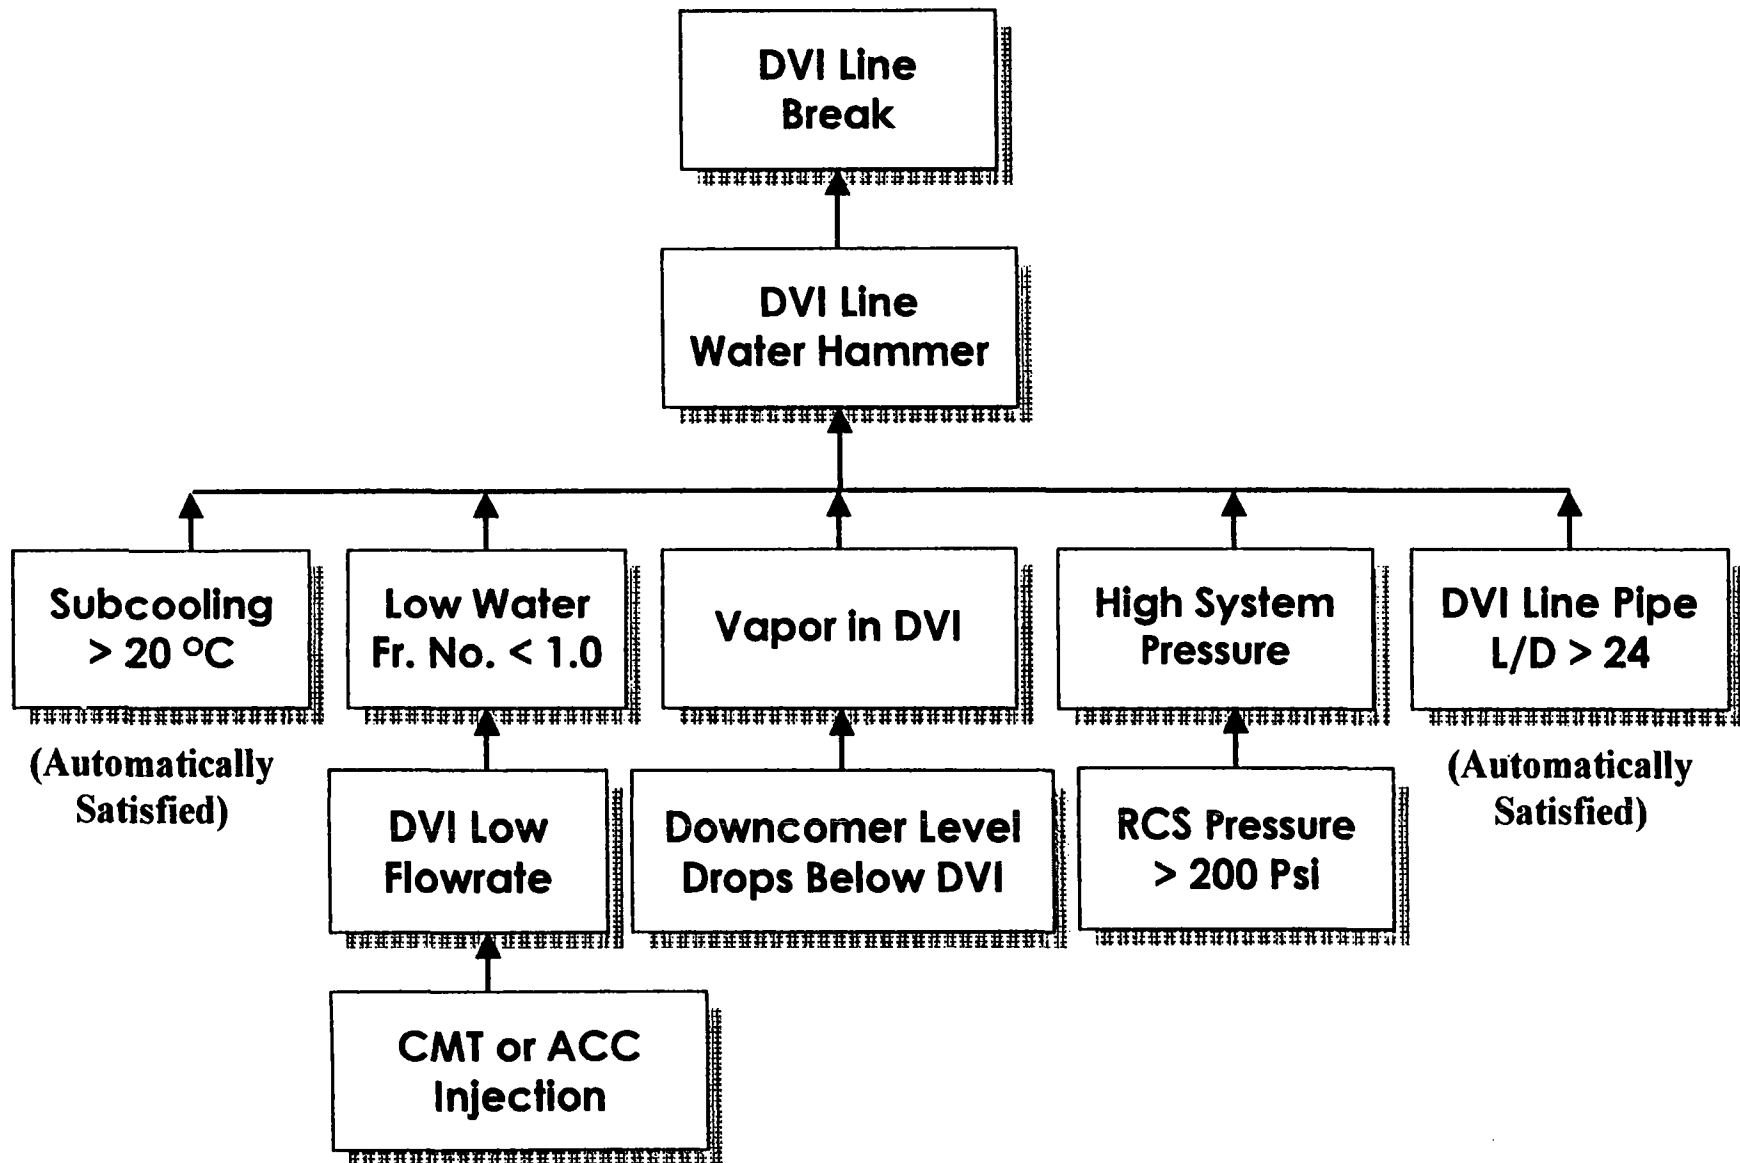 DVI Line
Break
DVI Line
Water Hammer
Subcooling
> 20 °C
Low Water
Fr. No. < 1.0
Vapor in DVI
High System
Pressure
DVI Line Pipe
L/D > 24
(Automatically
Satisfied)
DVI Low
Flowrate
Downcomer Level
Drops Below DVI
RCS Pressure
> 200 Psi
(Automatically
Satisfied)
CMT or ACC
Injection